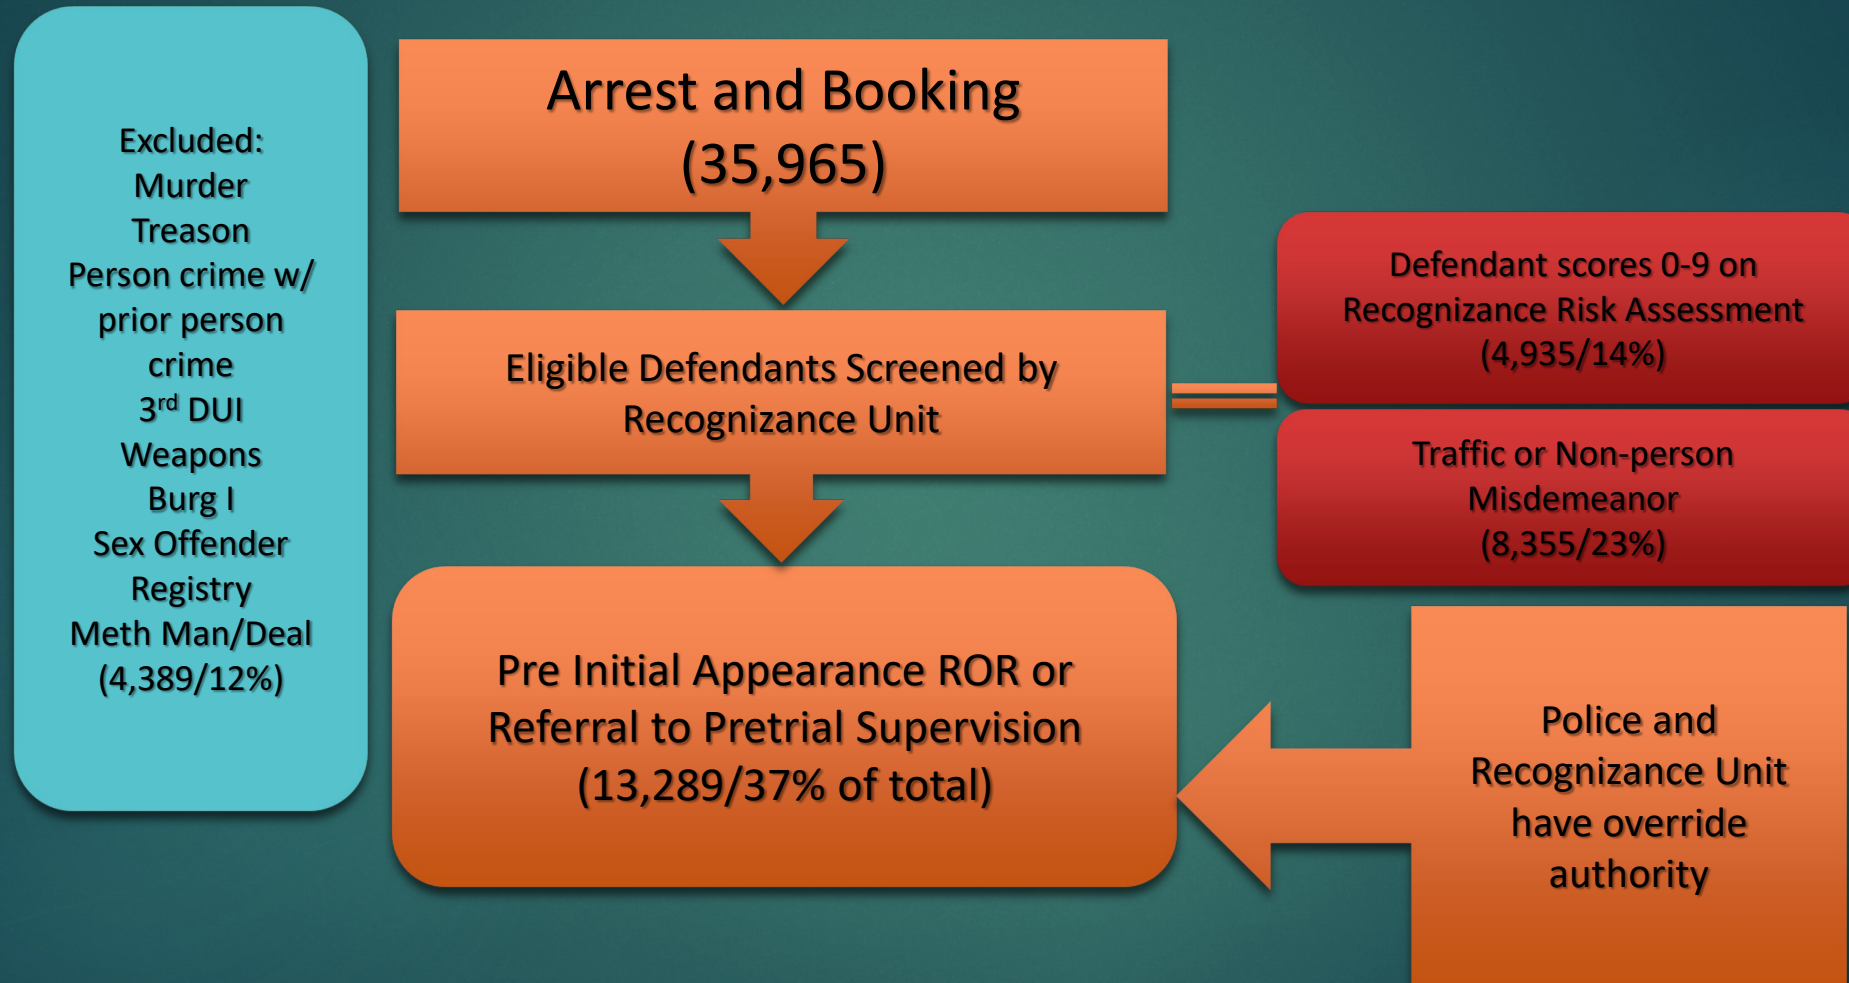 Excluded:
Murder
Treason
Person crime w/
prior person
crime
3rd DUI
Weapons
Burg I
Sex Offender
Registry
Meth Man/Deal
(4,389/12%)
Arrest and Booking
(35,965)
Eligible Defendants Screened by
Recognizance Unit
Defendant scores 0-9 on
Recognizance Risk Assessment
(4,935/14%)
Traffic or Non-person
Misdemeanor
(8,355/23%)
Pre Initial Appearance ROR or
Referral to Pretrial Supervision
(13,289/37% of total)
Police and
Recognizance Unit
have override
authority